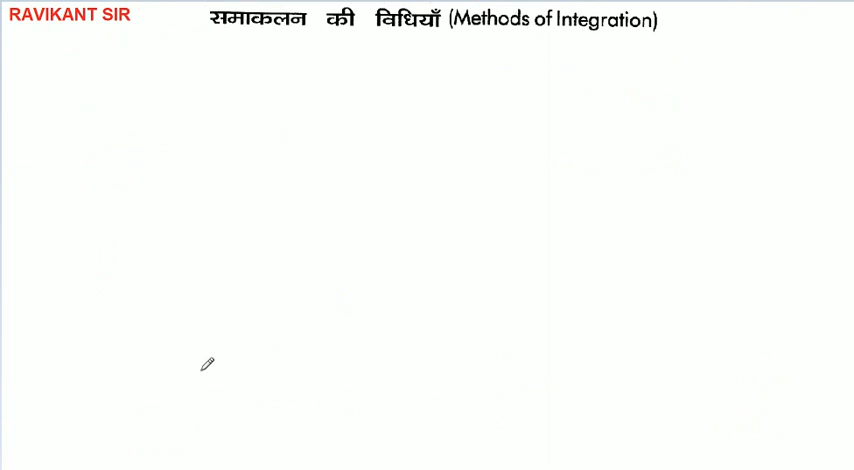 RAVIKANT SIR
समाकलन की विधियाँ (Methods of Integration)